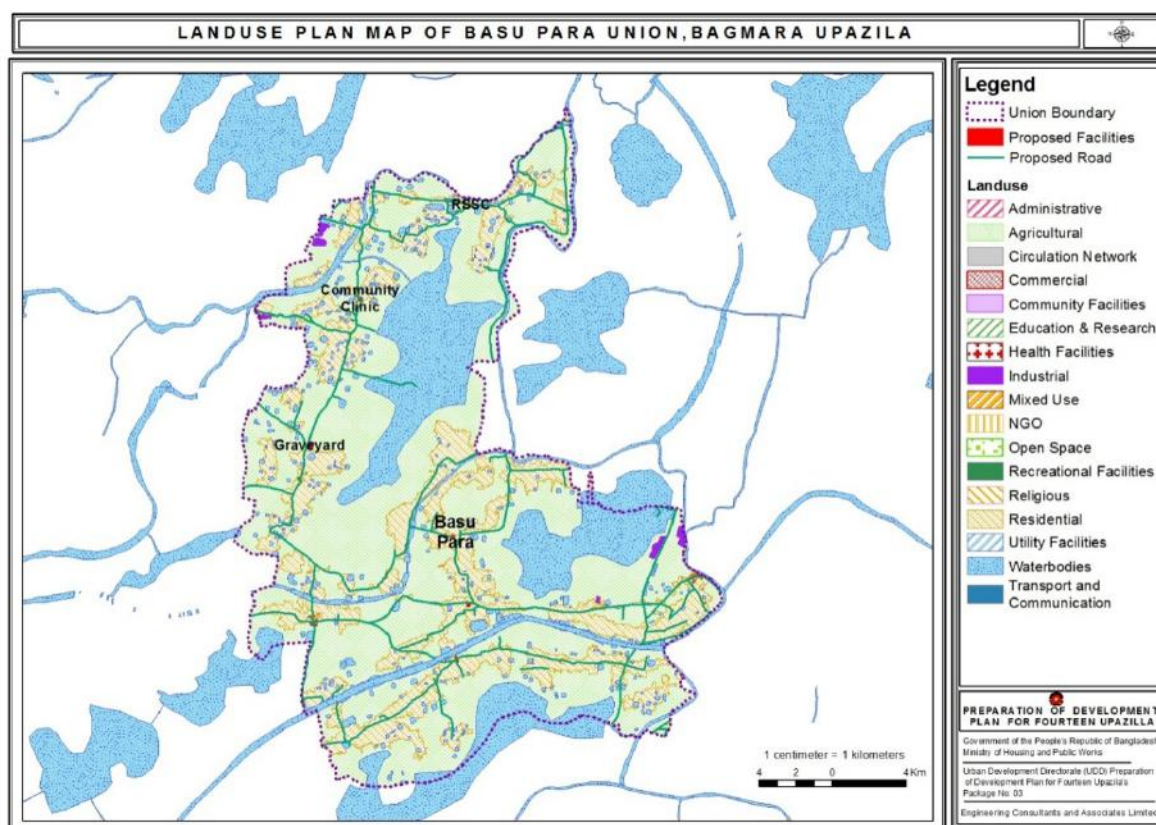 LANDUSE PLAN MAP OF BASU PARA UNION,BAGMARA UPAZILA
RSSC
Community
Clinic
Graveyard
Basu
Para
1 centimeter = 1 kilometers
4 2 0 4 Km
Legend
Union Boundary
Proposed Facilities
Proposed Road
Landuse
Administrative
Agricultural
Circulation Network
Commercial
Community Facilities
Education & Research
Health Facilities
Industrial
Mixed Use
NGO
Open Space
Recreational Facilities
Religious
Residential
Utility Facilities
Waterbodies
Transport and
Communication
PREPARATION OF DEVELOPMENT
PLAN FOR FOURTEEN UPAZILLA
Government of the People's Republic of Bangladesh
Ministry of Housing and Public Works
Urban Development Directorate (UDD) Preparation
of Development Plan for Fourteen Upazila's
Package No. 03
Engineering Consultants and Associates Limited